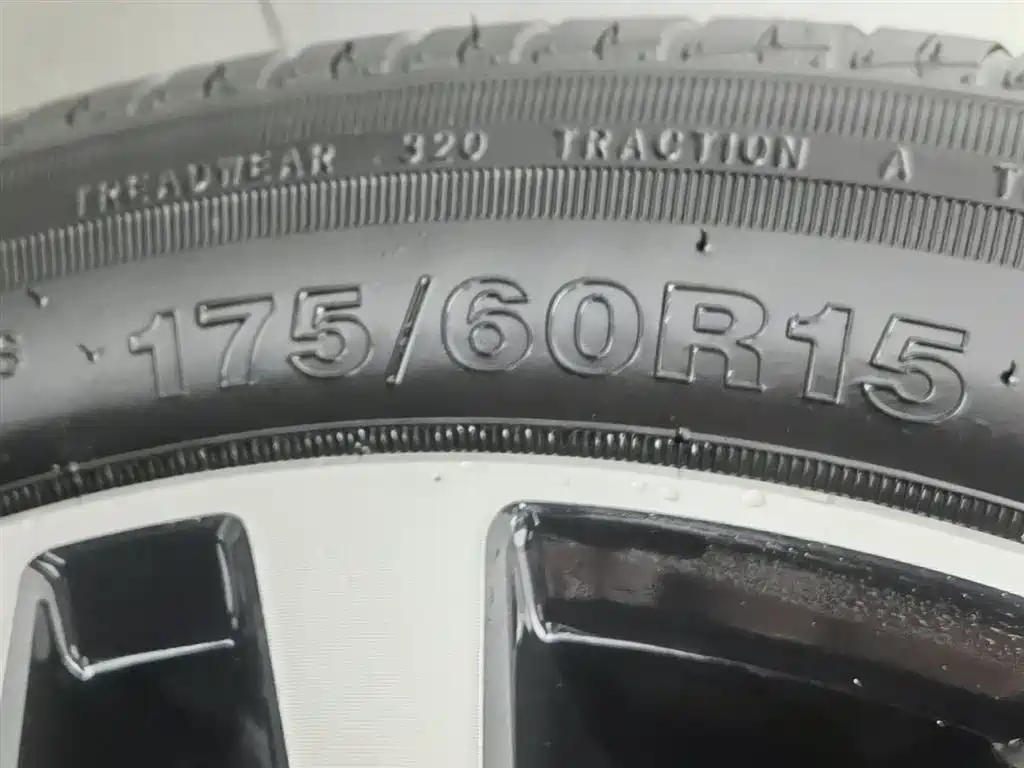 TREADWEAR 320 TRACTION A T
175/60R15